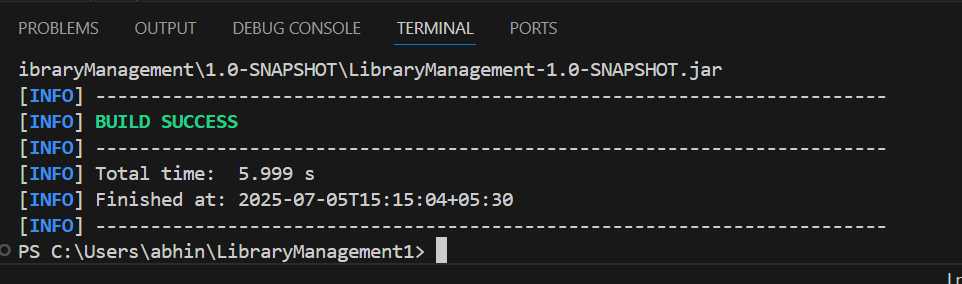 PROBLEMS OUTPUT DEBUG CONSOLE TERMINAL PORTS
ibraryManagement\1.0-SNAPSHOT\LibraryManagement-1.0-SNAPSHOT.jar
[INFO] ------------------------------------------------------------------------
[INFO] BUILD SUCCESS
[INFO] ------------------------------------------------------------------------
[INFO] Total time:  5.999 s
[INFO] Finished at: 2025-07-05T15:15:04+05:30
[INFO] ------------------------------------------------------------------------
PS C:\Users\abhin\LibraryManagement1>